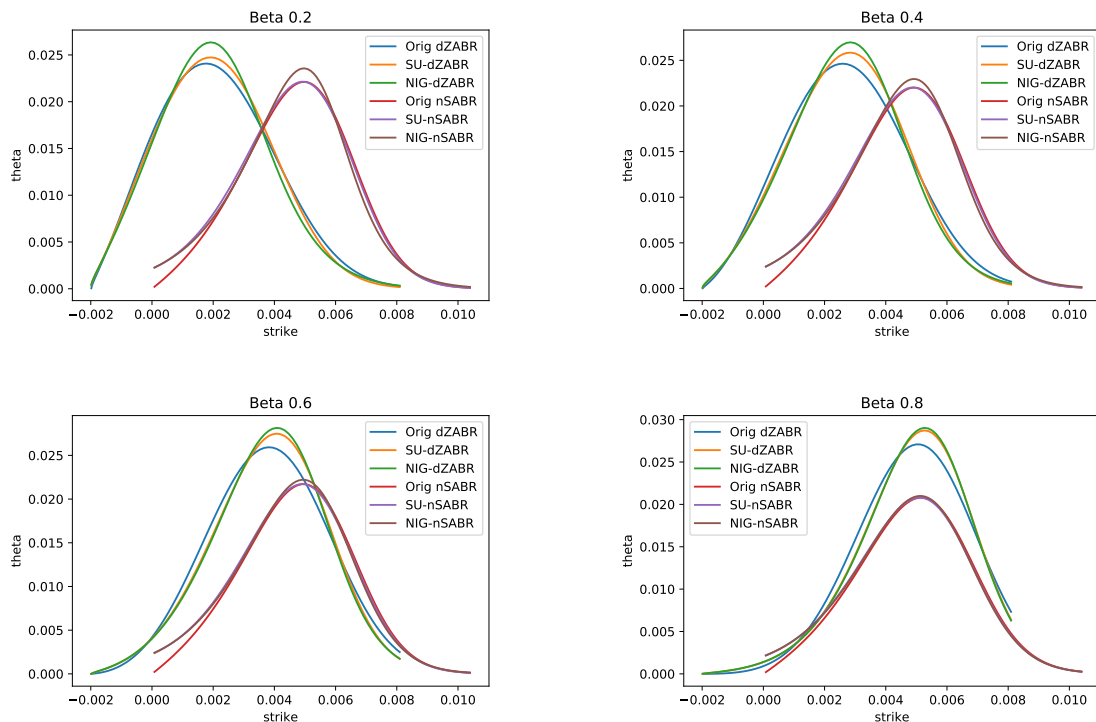 Beta 0.2
theta
0.025
0.020
0.015
0.010
0.005
0.000
Orig dZABR
SU-dZABR
NIG-dZABR
Orig nSABR
SU-nSABR
NIG-nSABR
−0.002 0.000 0.002 0.004 0.006 0.008 0.010
strike
Beta 0.4
theta
0.025
0.020
0.015
0.010
0.005
0.000
Orig dZABR
SU-dZABR
NIG-dZABR
Orig nSABR
SU-nSABR
NIG-nSABR
−0.002 0.000 0.002 0.004 0.006 0.008 0.010
strike
Beta 0.6
theta
0.025
0.020
0.015
0.010
0.005
0.000
Orig dZABR
SU-dZABR
NIG-dZABR
Orig nSABR
SU-nSABR
NIG-nSABR
−0.002 0.000 0.002 0.004 0.006 0.008 0.010
strike
Beta 0.8
theta
0.030
0.025
0.020
0.015
0.010
0.005
0.000
Orig dZABR
SU-dZABR
NIG-dZABR
Orig nSABR
SU-nSABR
NIG-nSABR
−0.002 0.000 0.002 0.004 0.006 0.008 0.010
strike